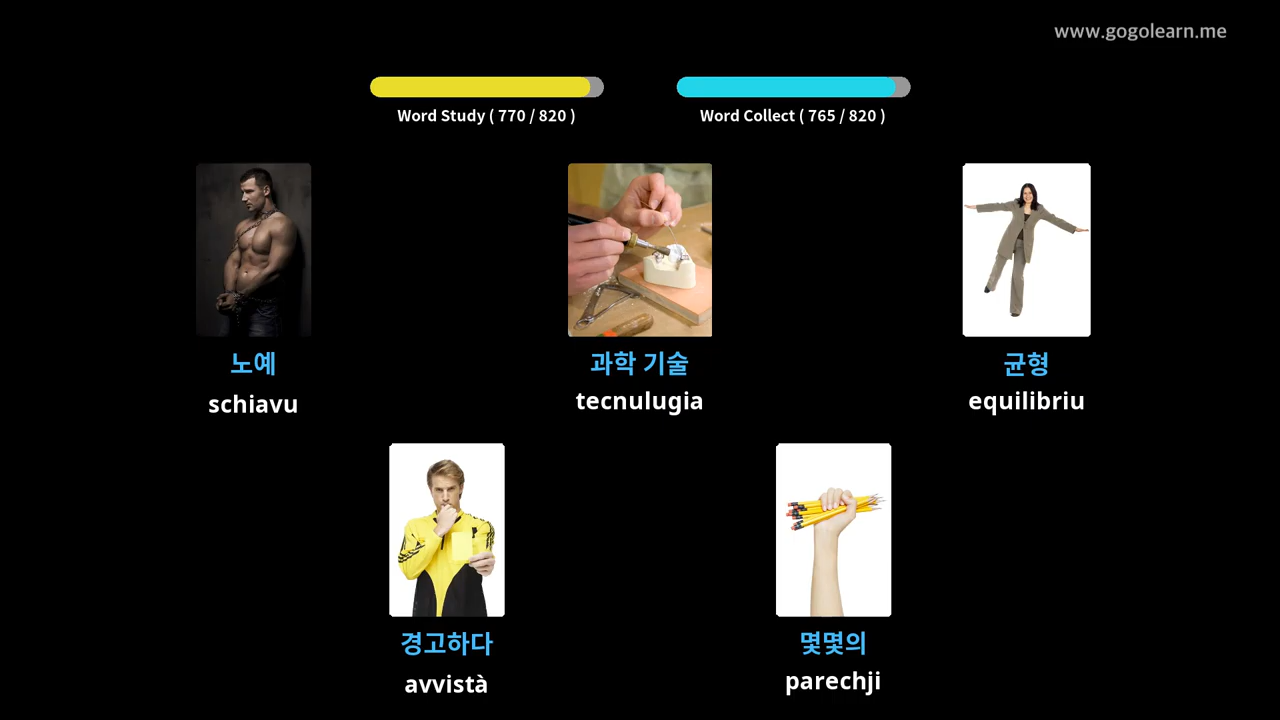 www.gogolearn.me
Word Study ( 770 / 820 )
Word Collect ( 765 / 820 )
노예
schiavu
과학 기술
tecnulugia
균형
equilibriu
경고하다
avvistà
몇몇의
parechji